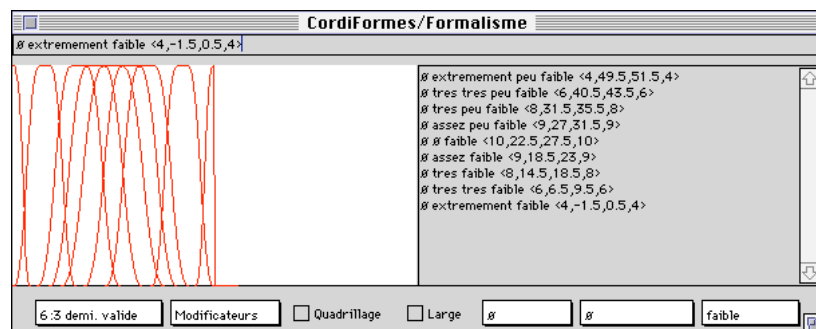 CordiFormes/Formalisme
ø extremement faible <4,-1.5,0.5,4>
ø extremement peu faible <4,49.5,51.5,4>
ø tres tres peu faible <6,40.5,43.5,6>
ø tres peu faible <8,31.5,35.5,8>
ø assez peu faible <9,27,31.5,9>
ø ø faible <10,22.5,27.5,10>
ø assez faible <9,18.5,23,9>
ø tres faible <8,14.5,18.5,8>
ø tres tres faible <6,6.5,9.5,6>
ø extremement faible <4,-1.5,0.5,4>
6:3 demi. valide Modificateurs Quadrillage Large ø ø faible